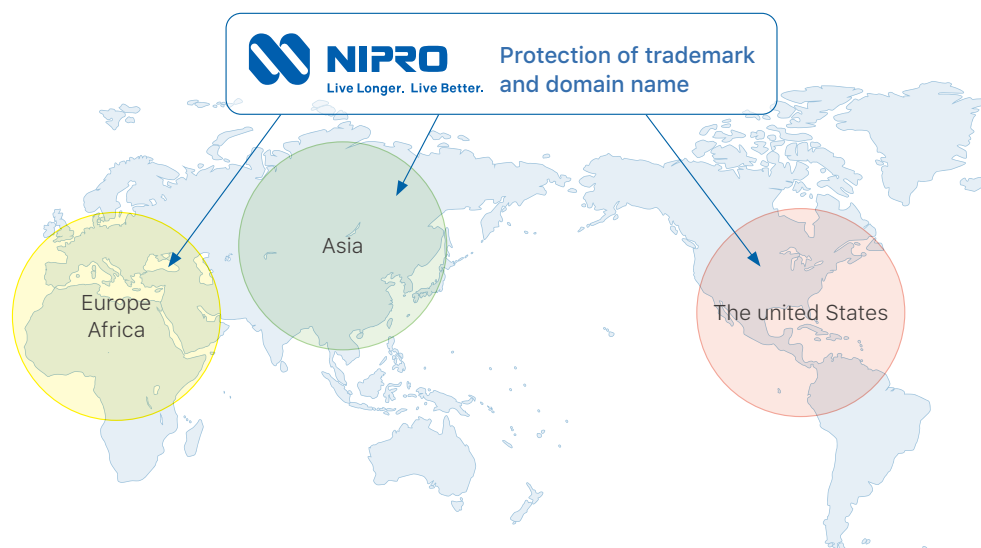 NIPRO
Live Longer. Live Better.
Protection of trademark
and domain name
Asia
Europe
Africa
The united States